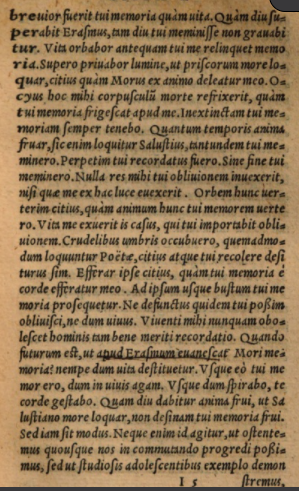 breuior fuerit tui memoria quàm uita. Quàm diu su-
perabit Erasmus, tam diu tui meminisse non grauabi
tur. Vita orbabor antequam tui me relinquet memo
ria. Supero priuabor lumine, ut priscorum more lo-
quar, citius quàm Morus ex animo deleatur meo. O-
cyus hoc mihi corpusculū morte refrixerit, quàm
tui memoria frigescat apud me. Inextinctam tui me-
moriam semper tenebo. Quantum temporis anima
fruar, sic enim loquitur Salustius, tantundem tui me-
minero. Perpetim tui recordatus fuero. Sine fine tui
meminero. Nulla res mihi tui obliuionem inuexerit,
nisi quæ me ex hac luce euexerit. Orbem hunc uer-
terim citius, quàm animum hunc tui memorem uerte
ro. Vita me exuerit is casus, qui tui importabit obli-
uionem. Crudelibus umbris occubuero, quemadmo-
dum loquuntur Poëtæ, citius atque tui recolere desi
turus sim. Efferar ipse citius, quàm tui memoria è
corde efferatur meo. Ad ipsum usque bustum tui me
moria prosequetur. Ne defunctus quidem tui poßim
obliuisci, ne dum uiuus. Viuenti mihi nunquam obo-
lescet hominis tam bene meriti recordatio. Quando
futurum est, ut apud Erasmum euanescat Mori me-
moria? nempe dum uita destituetur. Vsque eò tui me
mor ero, dum in uiuis agam. Vsque dum spirabo, te
corde gestabo. Quam diu dabitur anima frui, ut Sa
lustiano more loquar, non desinam tui memoria frui.
Sed iam sit modus. Neque enim id agitur, ut ostente-
mus quousque nos in commutando progredi poßi-
mus, sed ut studiosis adolescentibus exemplo demon
I 5 stremus,